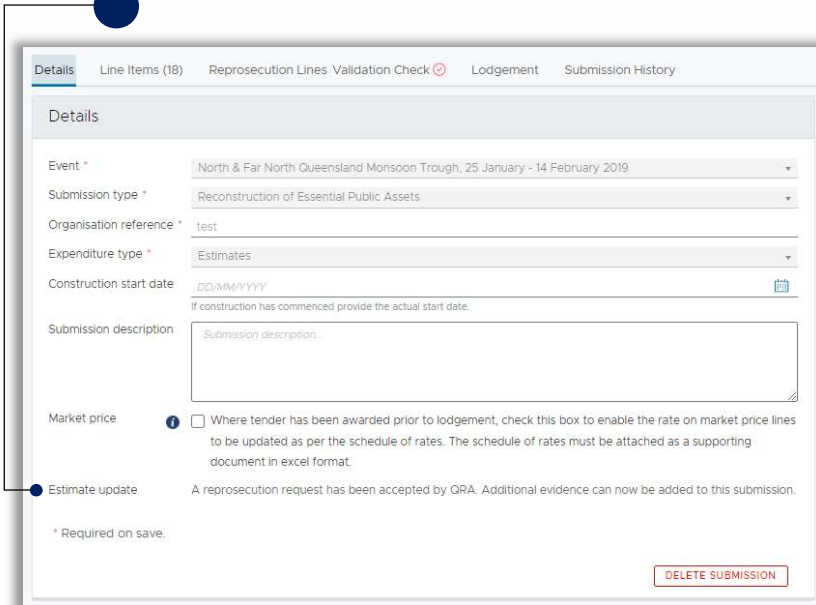 Details Line Items (18) Reprosecution Lines Validation Check Lodgement Submission History
Details
Event * North & Far North Queensland Monsoon Trough, 25 January - 14 February 2019
Submission type * Reconstruction of Essential Public Assets
Organisation reference * test
Expenditure type * Estimates
Construction start date DD/MM/YYYY
If construction has commenced provide the actual start date.
Submission description Submission description...
Market price i Where tender has been awarded prior to lodgement, check this box to enable the rate on market price lines
to be updated as per the schedule of rates. The schedule of rates must be attached as a supporting
document in excel format.
Estimate update A reprosecution request has been accepted by QRA. Additional evidence can now be added to this submission.
* Required on save.
DELETE SUBMISSION